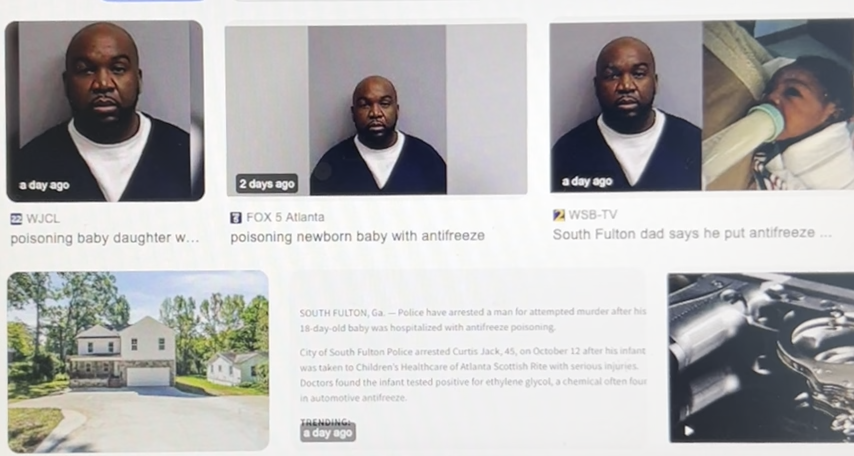 a day ago
2 days ago
a day ago
WJCL
FOX 5 Atlanta
WSB-TV
poisoning baby daughter w...
poisoning newborn baby with antifreeze
South Fulton dad says he put antifreeze ...
SOUTH FULTON, Ga. — Police have arrested a man for attempted murder after his
18-day-old baby was hospitalized with antifreeze poisoning.
City of South Fulton Police arrested Curtis Jack, 45, on October 12 after his infant
was taken to Children's Healthcare of Atlanta Scottish Rite with serious injuries.
Doctors found the infant tested positive for ethylene glycol, a chemical often four
in automotive antifreeze.
TRENDING:
a day ago